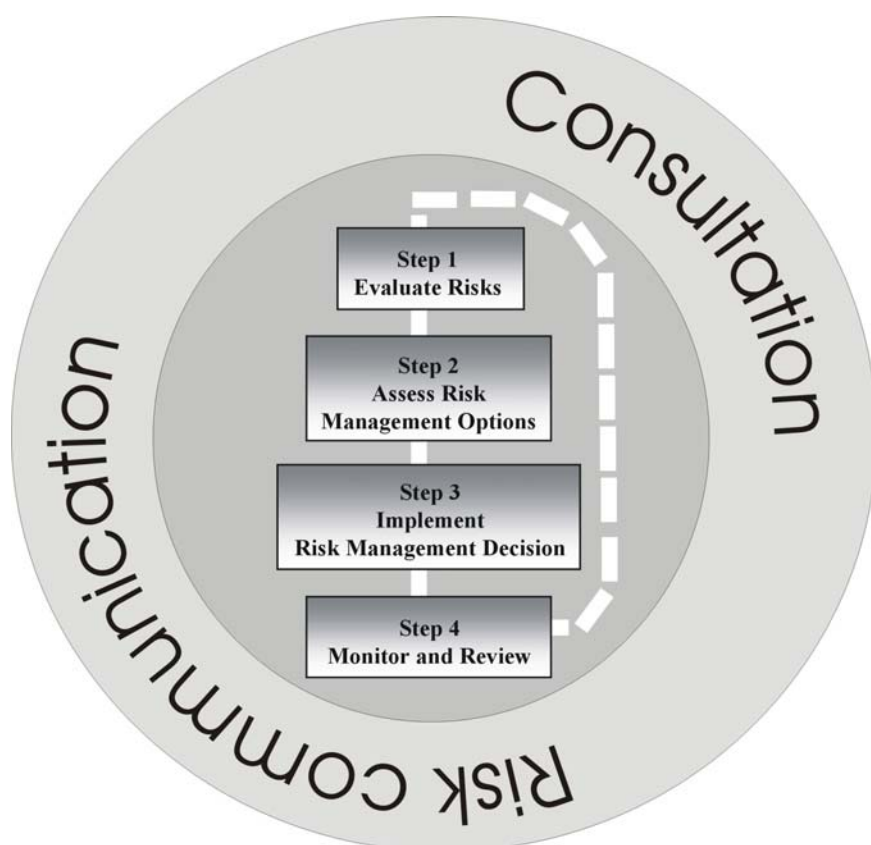 Consultation
Step 1
Evaluate Risks
Step 2
Assess Risk
Management Options
Step 3
Implement
Risk Management Decision
Step 4
Monitor and Review
Risk communication